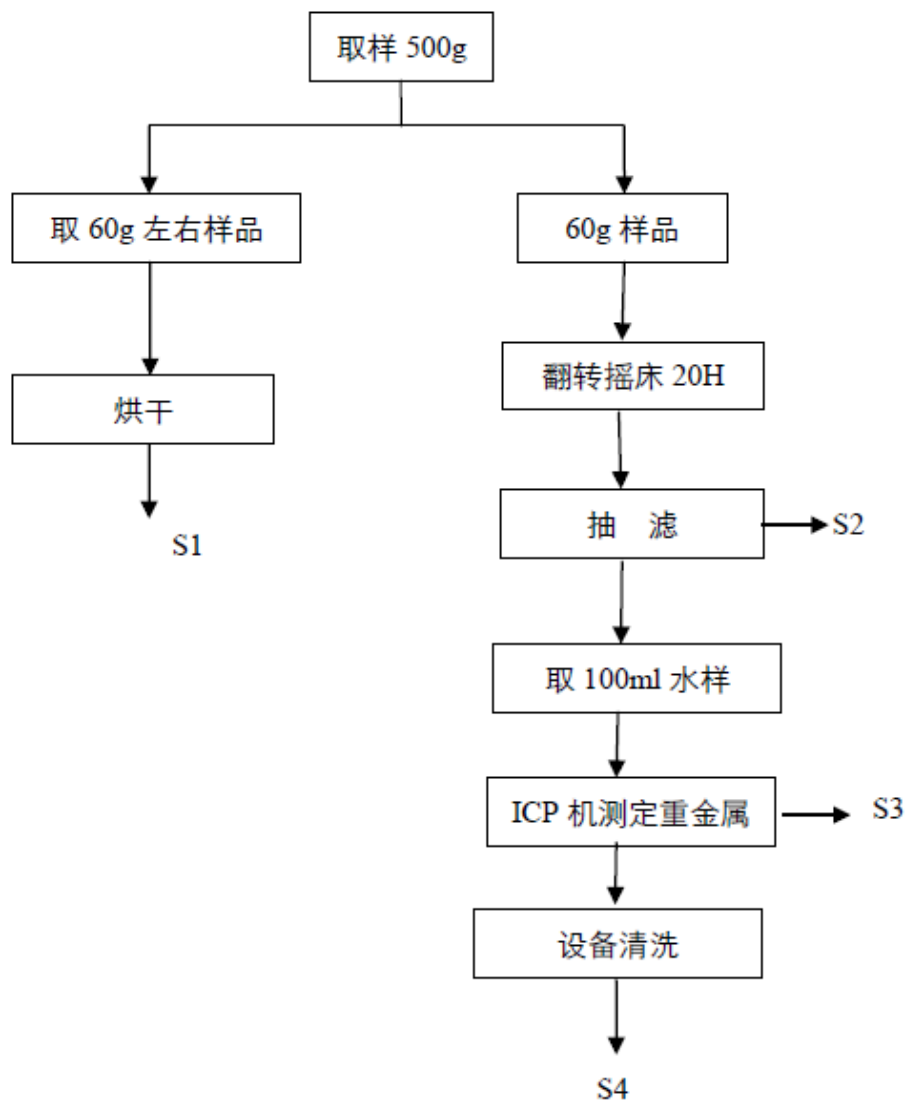 取样 500g
取 60g 左右样品
60g 样品
翻转摇床 20H
烘干
抽 滤
S2
S1
取 100ml 水样
ICP 机测定重金属
S3
设备清洗
S4